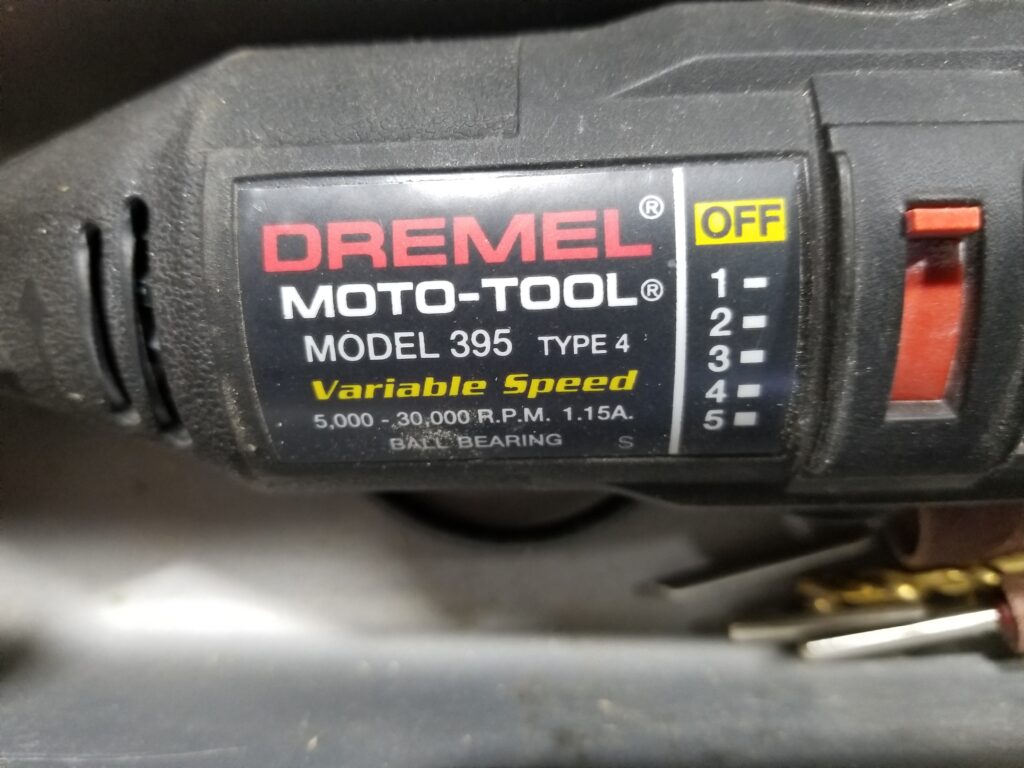 DREMEL®
MOTO-TOOL®
MODEL 395 TYPE 4
Variable Speed
5,000 - 30,000 R.P.M. 1.15A.
BALL BEARING S
OFF
1
2
3
4
5